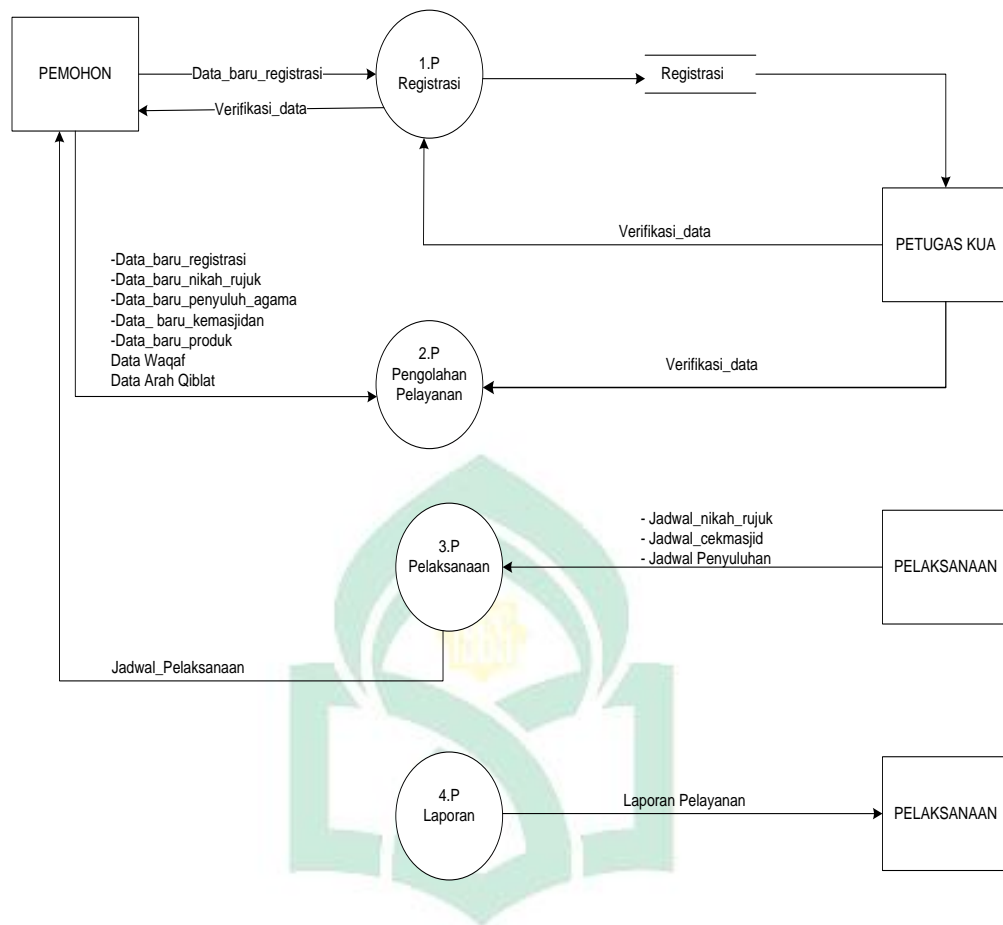 PEMOHON
Data_baru_registrasi
Verifikasi_data
1.P
Registrasi
Registrasi
PETUGAS KUA
Verifikasi_data
-Data_baru_registrasi
-Data_baru_nikah_rujuk
-Data_baru_penyuluh_agama
-Data_ baru_kemasjidan
-Data_baru_produk
Data Waqaf
Data Arah Qiblat
2.P
Pengolahan
Pelayanan
Verifikasi_data
3.P
Pelaksanaan
- Jadwal_nikah_rujuk
- Jadwal_cekmasjid
- Jadwal Penyuluhan
PELAKSANAAN
Jadwal_Pelaksanaan
4.P
Laporan
Laporan Pelayanan
PELAKSANAAN